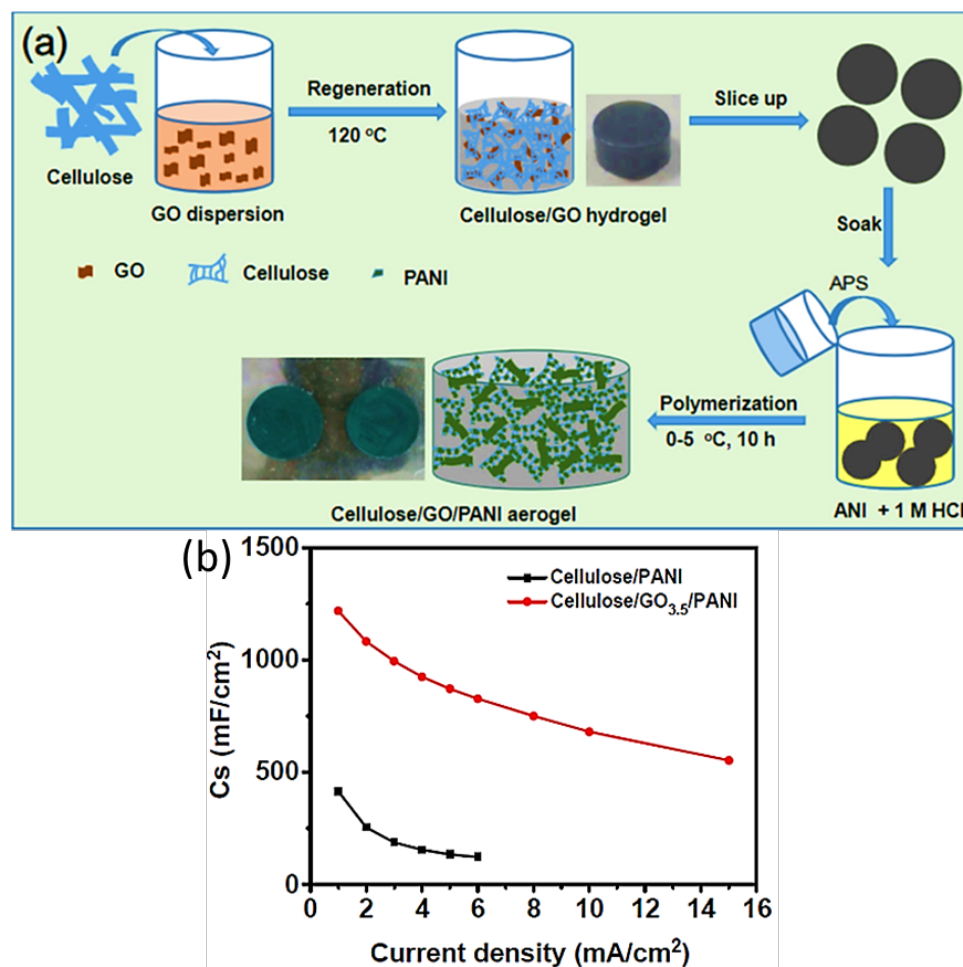 (a)
Cellulose
GO dispersion
Regeneration
120 °C
Cellulose/GO hydrogel
Slice up
Soak
GO
Cellulose
PANI
APS
ANI + 1 M HCl
Polymerization
0-5 °C, 10 h
Cellulose/GO/PANI aerogel
(b)
Cellulose/PANI
Cellulose/GO3.5/PANI
Cs (mF/cm2)
1500
1000
500
0
0 2 4 6 8 10 12 14 16
Current density (mA/cm2)